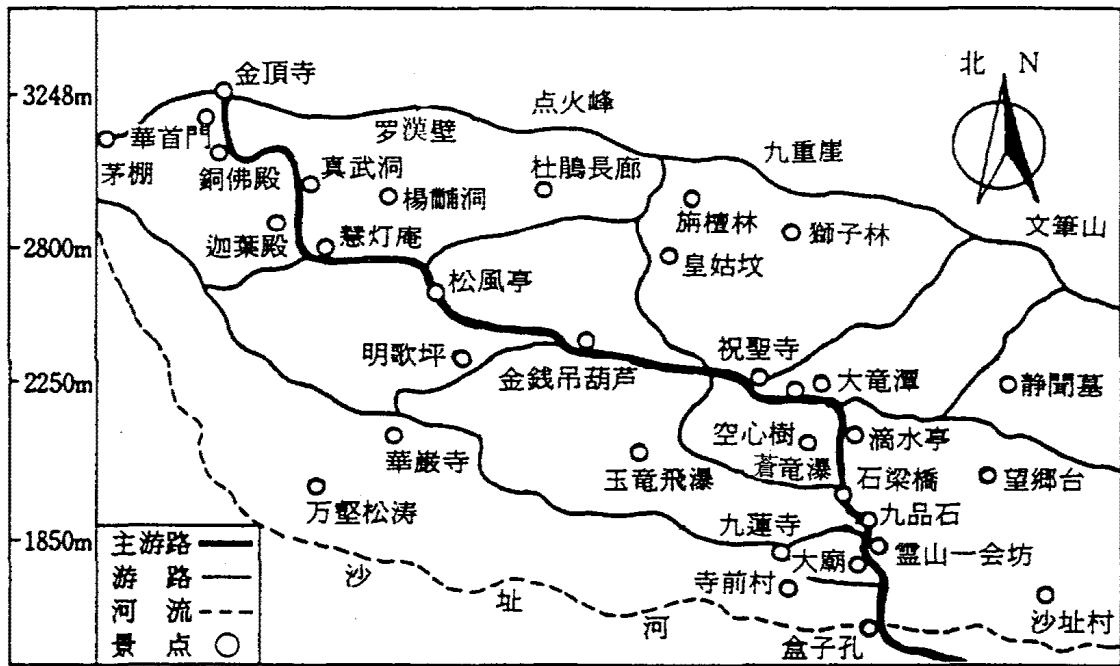 北 N
金頂寺
3248m
点火峰
罗漢壁
華首門
九重崖
茅棚
銅佛殿
真武洞
杜鵑長廊
楊黼洞
旃檀林
文筆山
迦葉殿
慧灯庵
獅子林
2800m
皇姑坟
松風亭
祝聖寺
明歌坪
金銭吊葫芦
大竜潭
2250m
静聞墓
空心樹
滴水亭
華厳寺
玉竜飛瀑
蒼竜瀑
石梁橋
望郷台
万壑松涛
九蓮寺
九品石
1850m
主游路
大廟
霊山一会坊
游路
沙址河
寺前村
河流
沙址村
景点
盒子孔